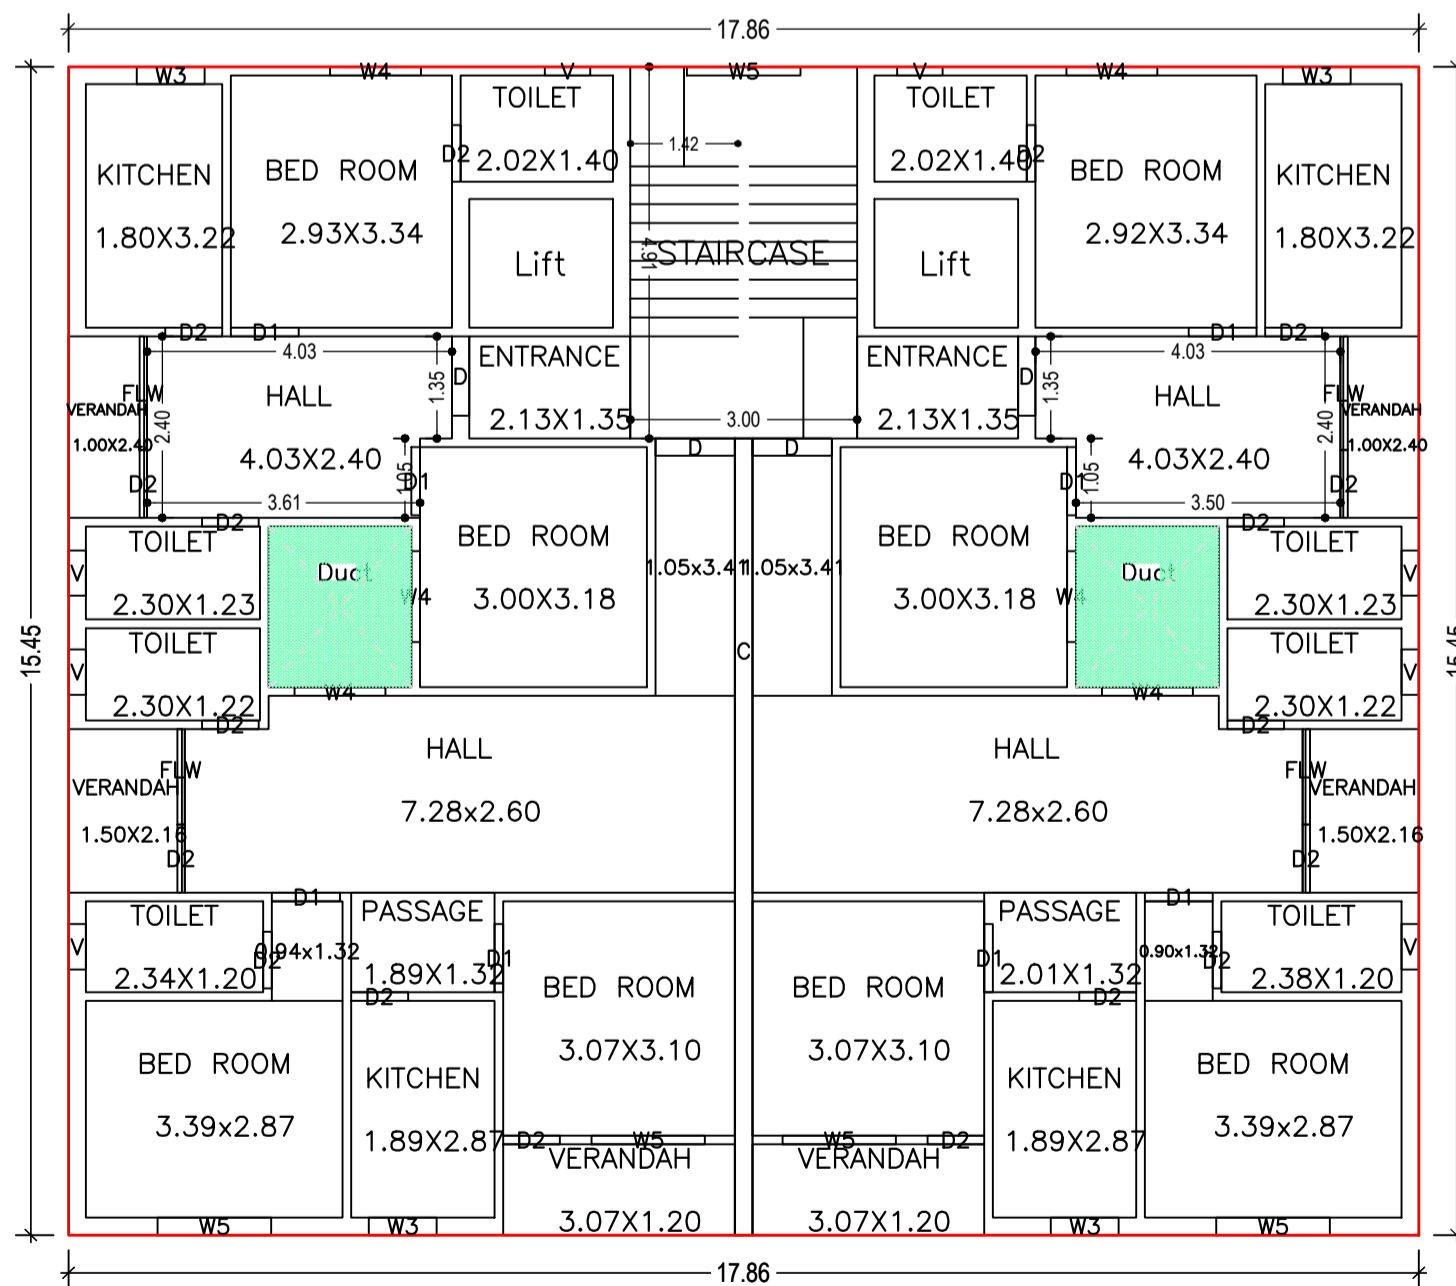 17.86
W3
W4
V
W5
V
W4
W3
TOILET
TOILET
1.42
KITCHEN
BED ROOM
D2
2.02X1.40
2.02X1.40
D2
BED ROOM
KITCHEN
1.80X3.22
2.93X3.34
Lift
4.91
STAIRCASE
Lift
2.92X3.34
1.80X3.22
D2
D1
D1
D2
4.03
ENTRANCE
ENTRANCE
4.03
FLW
HALL
1.35
D
2.13X1.35
3.00
2.13X1.35
D
1.35
HALL
FLW
VERANDAH
1.00X2.40
2.40
4.03X2.40
4.03X2.40
2.40
VERANDAH
1.00X2.40
D2
1.05
D1
D
D
D1
1.05
D2
3.61
3.50
D2
D2
TOILET
2.30X1.23
V
Duct
W4
BED ROOM
3.00X3.18
1.05x3.41
1.05x3.41
BED ROOM
3.00X3.18
W4
Duct
TOILET
2.30X1.23
V
15.45
15.45
TOILET
2.30X1.22
V
C
TOILET
2.30X1.22
V
D2
W4
W4
D2
FLW
HALL
HALL
FLW
VERANDAH
1.50X2.16
7.28x2.60
7.28x2.60
VERANDAH
1.50X2.16
D2
D2
D1
D1
TOILET
2.34X1.20
V
D2
0.94x1.32
PASSAGE
1.89X1.32
D1
D1
PASSAGE
2.01X1.32
0.90x1.32
D2
TOILET
2.38X1.20
V
D2
D2
BED ROOM
3.07X3.10
BED ROOM
3.07X3.10
BED ROOM
3.39x2.87
KITCHEN
1.89X2.87
KITCHEN
1.89X2.87
BED ROOM
3.39x2.87
D2
W5
W5
D2
VERANDAH
3.07X1.20
VERANDAH
3.07X1.20
W5
W3
W3
W5
17.86